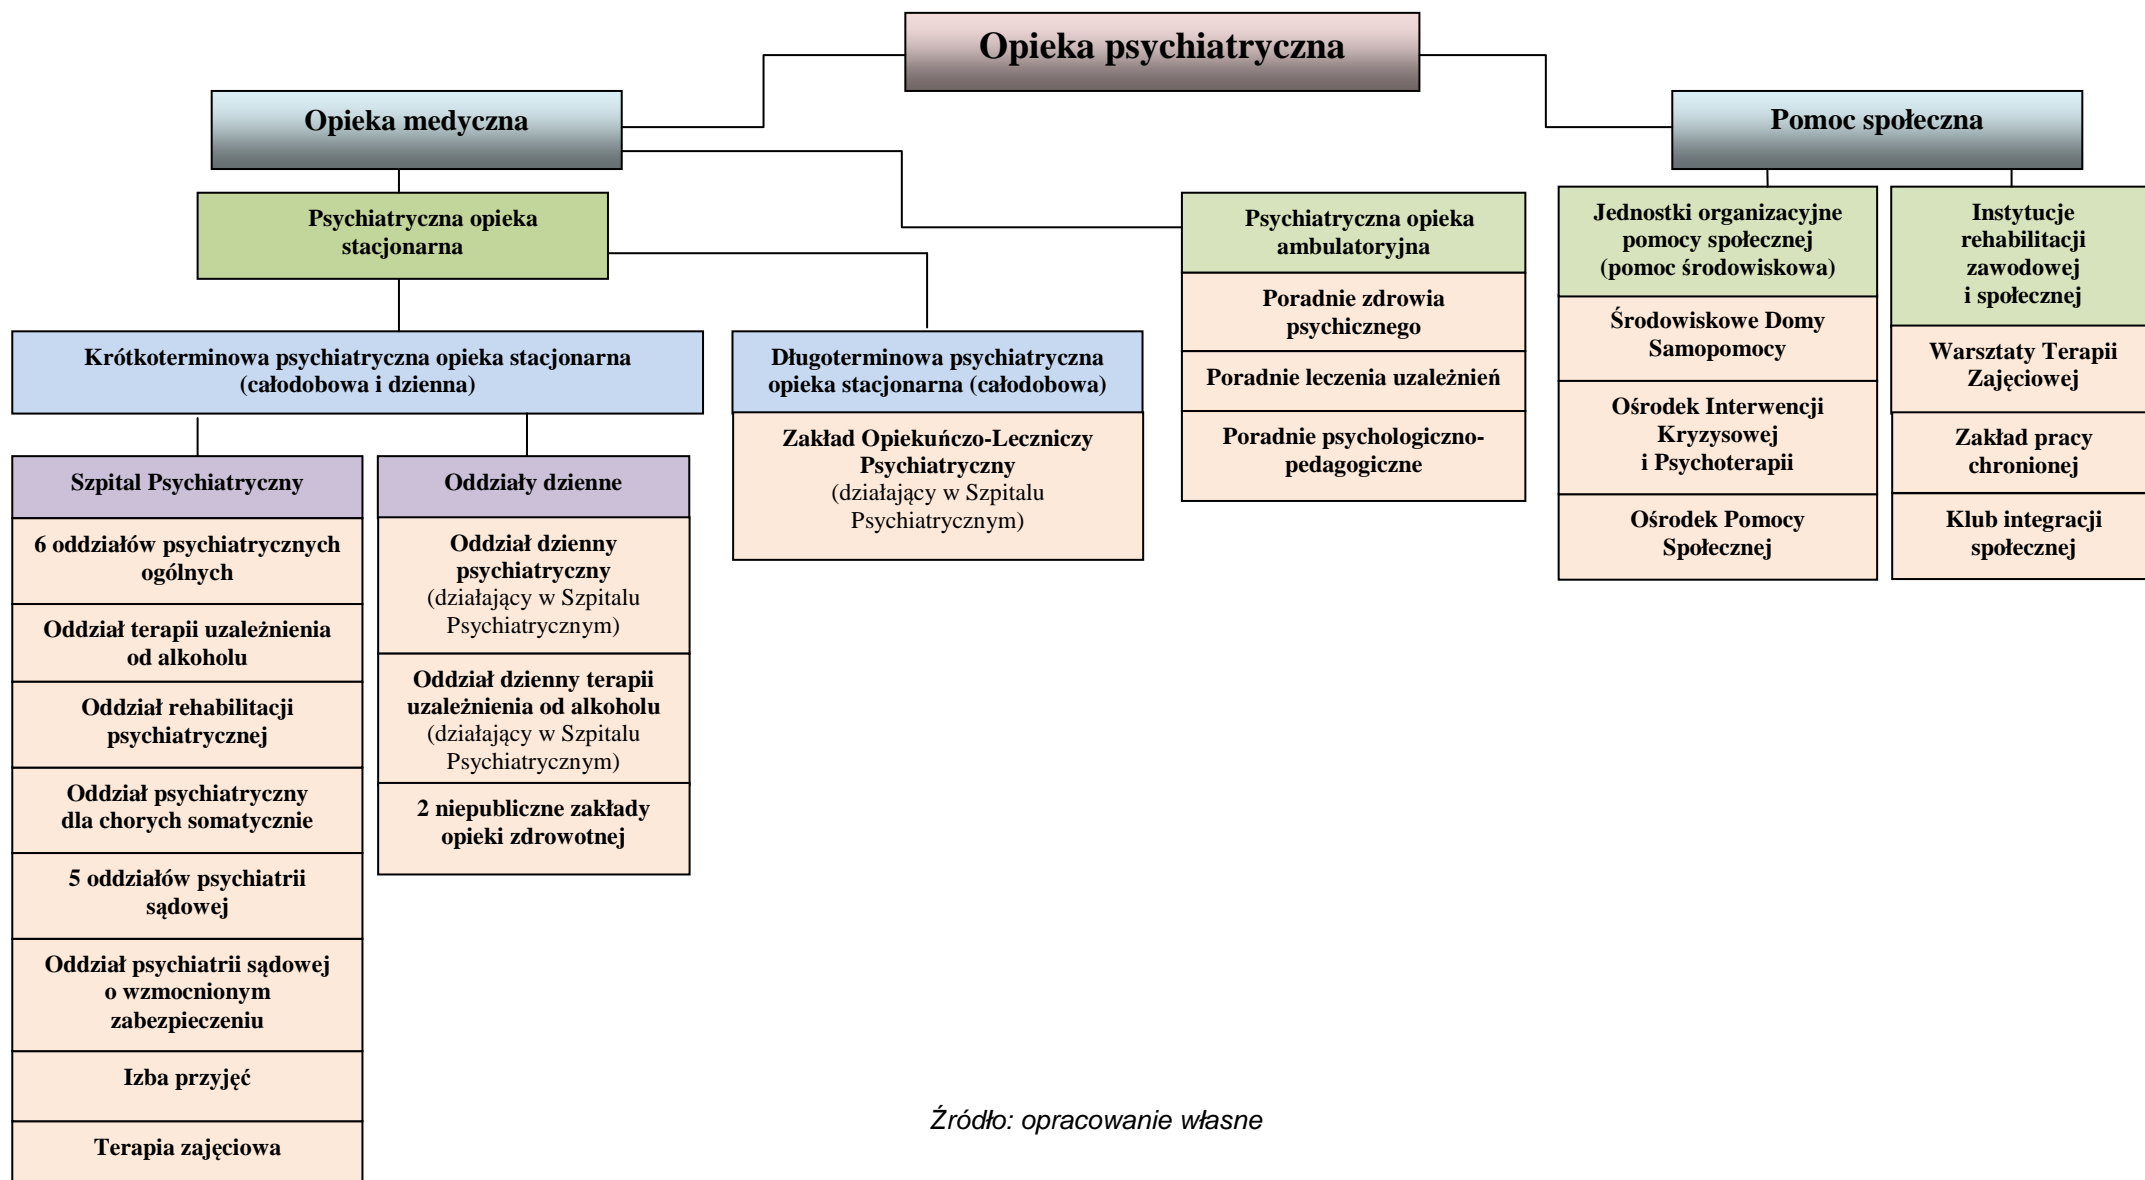 Opieka psychiatryczna
Opieka medyczna
Pomoc społeczna
Psychiatryczna opieka
stacjonarna
Psychiatryczna opieka
ambulatoryjna
Poradnie zdrowia
psychicznego
Poradnie leczenia uzależnień
Poradnie psychologiczno-
pedagogiczne
Jednostki organizacyjne
pomocy społecznej
(pomoc środowiskowa)
Środowiskowe Domy
Samopomocy
Ośrodek Interwencji
Kryzysowej
i Psychoterapii
Ośrodek Pomocy
Społecznej
Instytucje
rehabilitacji
zawodowej
i społecznej
Warsztaty Terapii
Zajęciowej
Zakład pracy
chronionej
Klub integracji
społecznej
Krótkoterminowa psychiatryczna opieka stacjonarna
(całodobowa i dzienna)
Długoterminowa psychiatryczna
opieka stacjonarna (całodobowa)
Zakład Opiekuńczo-Leczniczy
Psychiatryczny
(działający w Szpitalu
Psychiatrycznym)
Szpital Psychiatryczny
6 oddziałów psychiatrycznych
ogólnych
Oddział terapii uzależnienia
od alkoholu
Oddział rehabilitacji
psychiatrycznej
Oddział psychiatryczny
dla chorych somatycznie
5 oddziałów psychiatrii
sądowej
Oddział psychiatrii sądowej
o wzmocnionym
zabezpieczeniu
Izba przyjęć
Terapia zajęciowa
Oddziały dzienne
Oddział dzienny
psychiatryczny
(działający w Szpitalu
Psychiatrycznym)
Oddział dzienny terapii
uzależnienia od alkoholu
(działający w Szpitalu
Psychiatrycznym)
2 niepubliczne zakłady
opieki zdrowotnej
Źródło: opracowanie własne